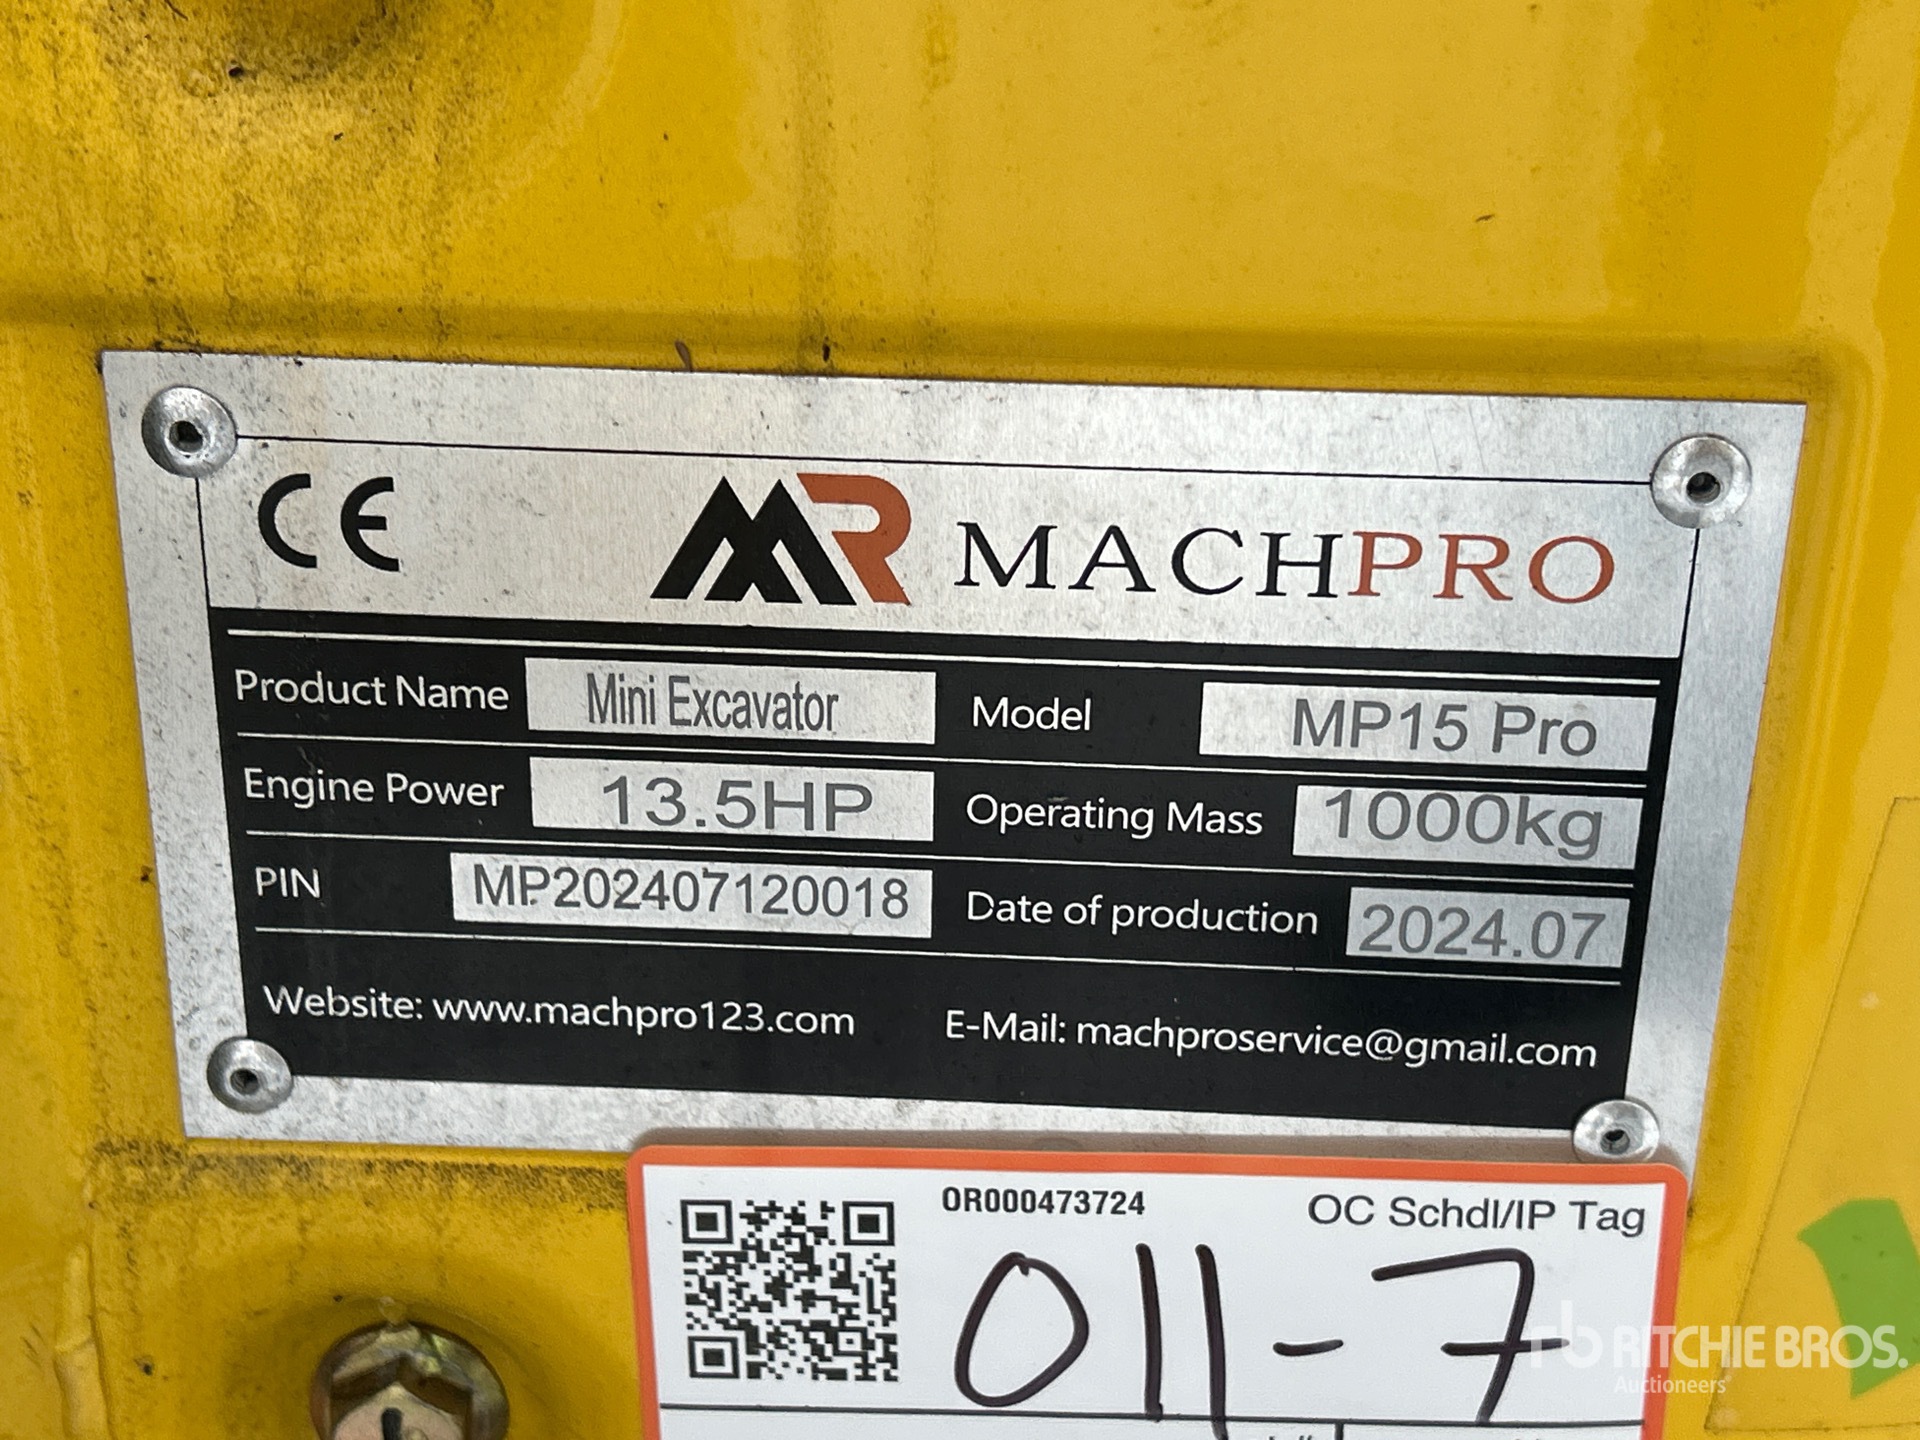 CE MR MACHPRO
Product Name Mini Excavator Model MP15 Pro
Engine Power 13.5HP Operating Mass 1000kg
PIN MP202407120018 Date of production 2024.07
Website: www.machpro123.com E-Mail: machproservice@gmail.com
OR000473724 OC Schdl/IP Tag
011-7
rb RITCHIE BROS.
Auctioneers